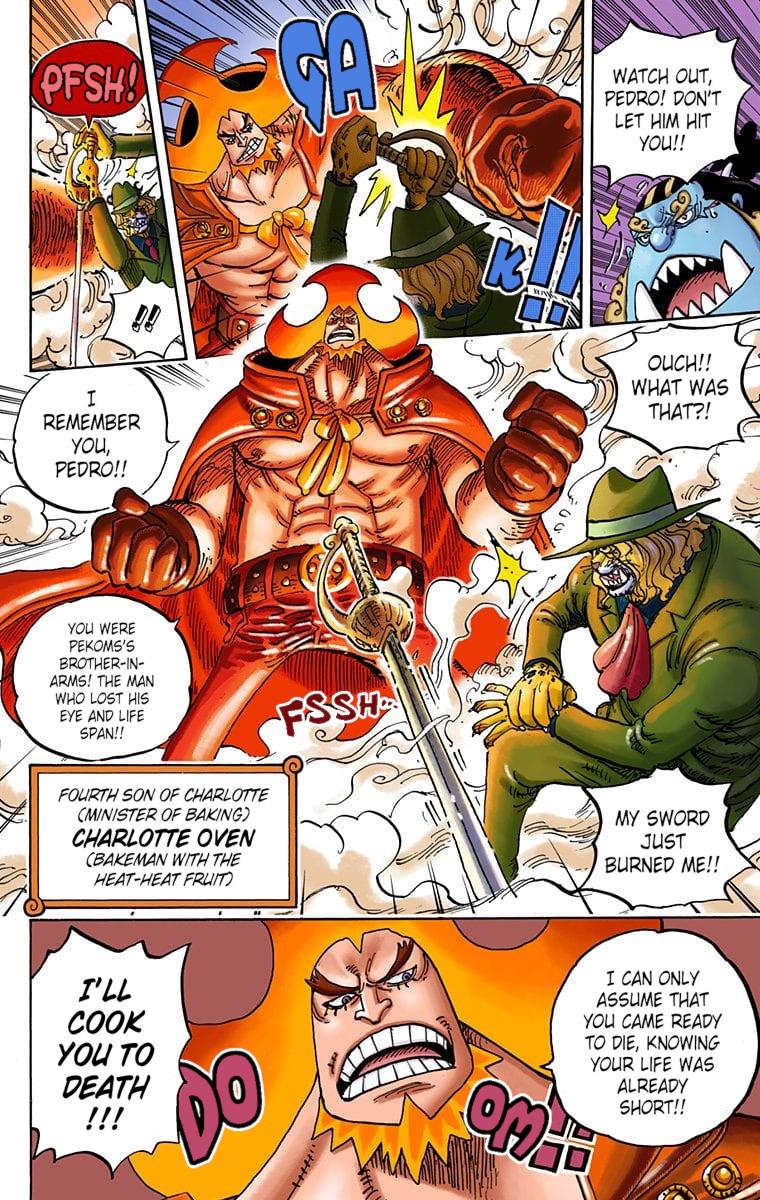 WATCH OUT,
PEDRO! DON'T
LET HIM HIT
YOU!!
GA
K!!
PFSH!
!!
OUCH!!
WHAT WAS
THAT?!
I
REMEMBER
YOU,
PEDRO!!
YOU WERE
PEKOMS'S
BROTHER-IN-
ARMS! THE MAN
WHO LOST HIS
EYE AND LIFE
SPAN!!
FSSH..
MY SWORD
JUST
BURNED ME!!
FOURTH SON OF CHARLOTTE
(MINISTER OF BAKING)
CHARLOTTE OVEN
(BAKEMAN WITH THE
HEAT-HEAT FRUIT)
I CAN ONLY
ASSUME THAT
YOU CAME READY
TO DIE, KNOWING
YOUR LIFE WAS
ALREADY
SHORT!!
I'LL
COOK
YOU TO
DEATH
!!!
DO
OM!!